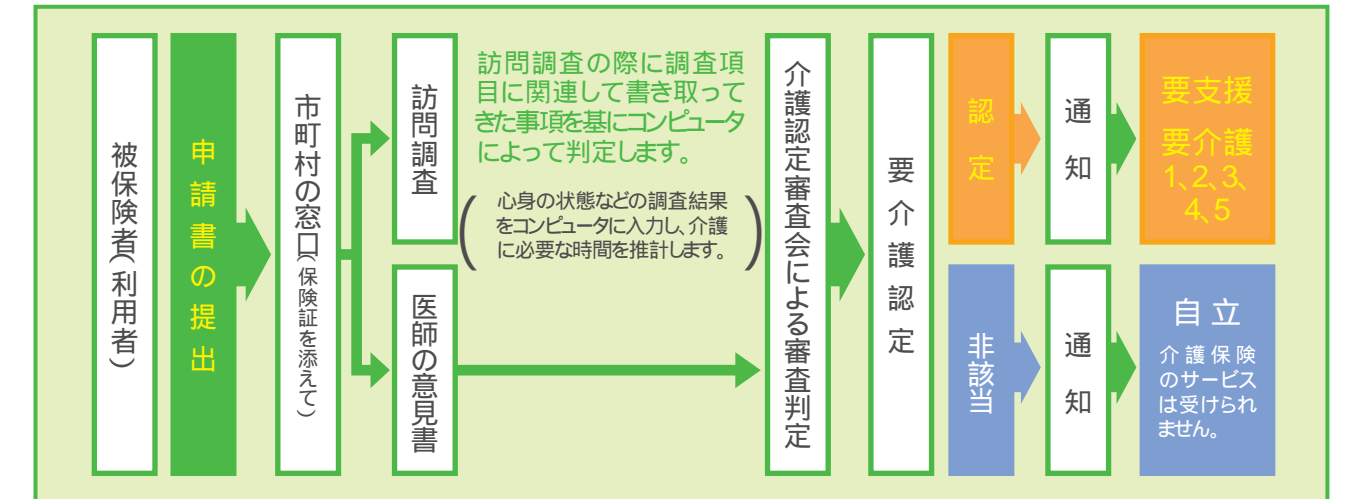 被保険者(利用者)
申請書の提出
市町村の窓口(保険証を添えて)
訪問調査
訪問調査の際に調査項
目に関連して書き取って
きた事項を基にコンピュータ
によって判定します。
(心身の状態などの調査結果
をコンピュータに入力し、介護
に必要な時間を推計します。)
医師の意見書
介護認定審査会による審査判定
要介護認定
認定
通知
要支援
要介護
1、2、3、
4、5
非該当
通知
自立
介護保険
のサービス
は受けられ
ません。